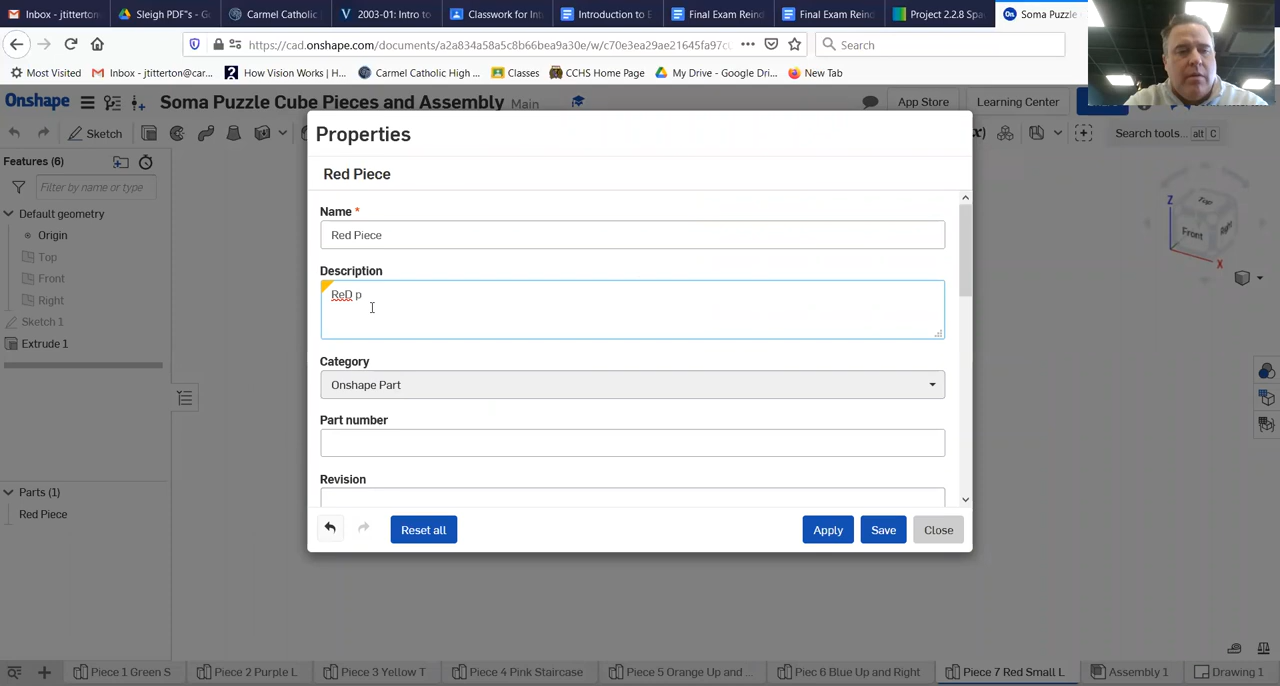 Inbox - jtitterton
Sleigh PDF"s - Go
Carmel Catholic
2003-01: Intro to
Classwork for Int
Introduction to E
Final Exam Reind
Final Exam Reind
Project 2.2.8 Spa
Soma Puzzle
https://cad.onshape.com/documents/a2a834a58a5c8b66bea9a30e/w/c70e3ea29ae21645fa97c
Search
Most Visited
Inbox - jtitterton@car...
How Vision Works | H...
Carmel Catholic High ...
Classes
CCHS Home Page
My Drive - Google Dri...
New Tab
Onshape
Soma Puzzle Cube Pieces and Assembly Main
App Store
Learning Center
Sketch
Search tools... alt C
Features (6)
Filter by name or type
Default geometry
Origin
Top
Front
Right
Sketch 1
Extrude 1
Parts (1)
Red Piece
Properties
Red Piece
Name *
Red Piece
Description
ReD p
Category
Onshape Part
Part number
Revision
Reset all
Apply
Save
Close
Z
Top
Front
Right
X
Piece 1 Green S
Piece 2 Purple L
Piece 3 Yellow T
Piece 4 Pink Staircase
Piece 5 Orange Up and ...
Piec 6 Blue Up and Right
Piece 7 Red Small L
Assembly 1
Drawing 1